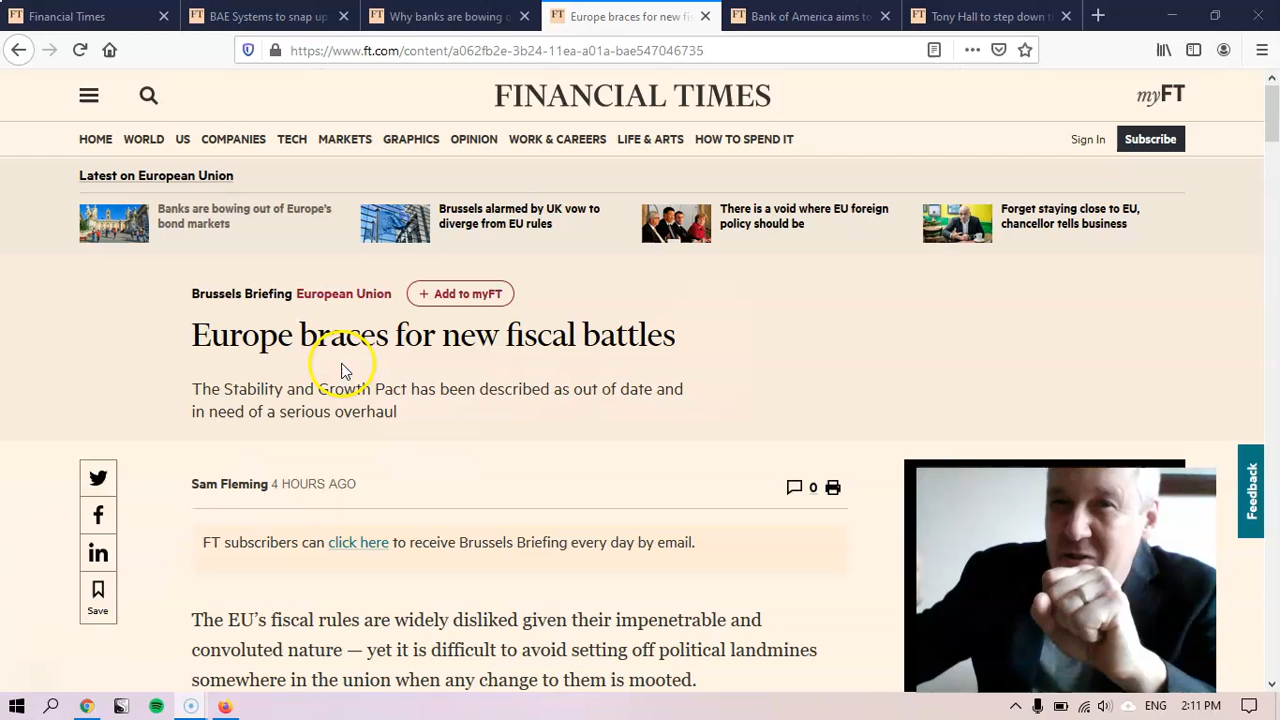 Financial Times
BAE Systems to snap up
Why banks are bowing o
Europe braces for new fis
Bank of America aims to
Tony Hall to step down t
https://www.ft.com/content/a062fb2e-3b24-11ea-a01a-bae547046735
FINANCIAL TIMES
myFT
HOME WORLD US COMPANIES TECH MARKETS GRAPHICS OPINION WORK & CAREERS LIFE & ARTS HOW TO SPEND IT
Sign In Subscribe
Latest on European Union
Banks are bowing out of Europe's
bond markets
Brussels alarmed by UK vow to
diverge from EU rules
There is a void where EU foreign
policy should be
Forget staying close to EU,
chancellor tells business
Brussels Briefing European Union + Add to myFT
Europe braces for new fiscal battles
The Stability and Growth Pact has been described as out of date and
in need of a serious overhaul
Sam Fleming 4 HOURS AGO
0
Feedback
FT subscribers can click here to receive Brussels Briefing every day by email.
Save
The EU's fiscal rules are widely disliked given their impenetrable and
convoluted nature — yet it is difficult to avoid setting off political landmines
somewhere in the union when any change to them is mooted.
ENG 2:11 PM